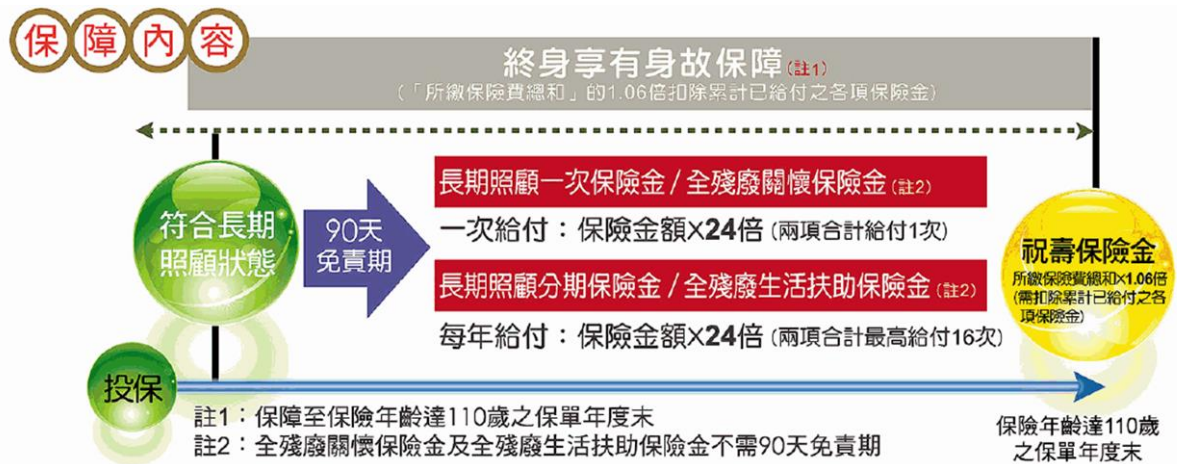 保障內容
終身享有身故保障(註1)
(「所繳保險費總和」的1.06倍扣除累計已給付之各項保險金)
符合長期
照顧狀態
90天
免責期
長期照顧一次保險金/全殘廢關懷保險金(註2)
一次給付：保險金額X24倍(兩項合計給付1次)
長期照顧分期保險金/全殘廢生活扶助保險金(註2)
每年給付：保險金額X24倍(兩項合計最高給付16次)
祝壽保險金
所繳保險費總和X1.06倍
(需扣除累計已給付之各
項保險金)
投保
註1：保障至保險年齡達110歲之保單年度末
註2：全殘廢關懷保險金及全殘廢生活扶助保險金不需90天免責期
保險年齡達110歲
之保單年度末